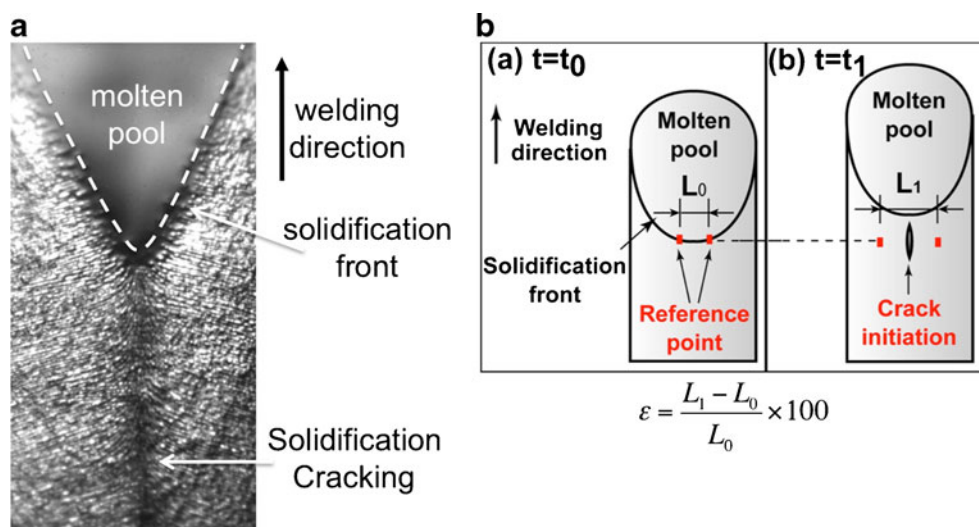 a
molten
pool
welding
direction
solidification
front
Solidification
Cracking
b
(a) t=t₀
Welding
direction
Molten
pool
L₀
Solidification
front
Reference
point
(b) t=t₁
Molten
pool
L₁
Crack
initiation
ε = (L₁ − L₀) / L₀ ×100